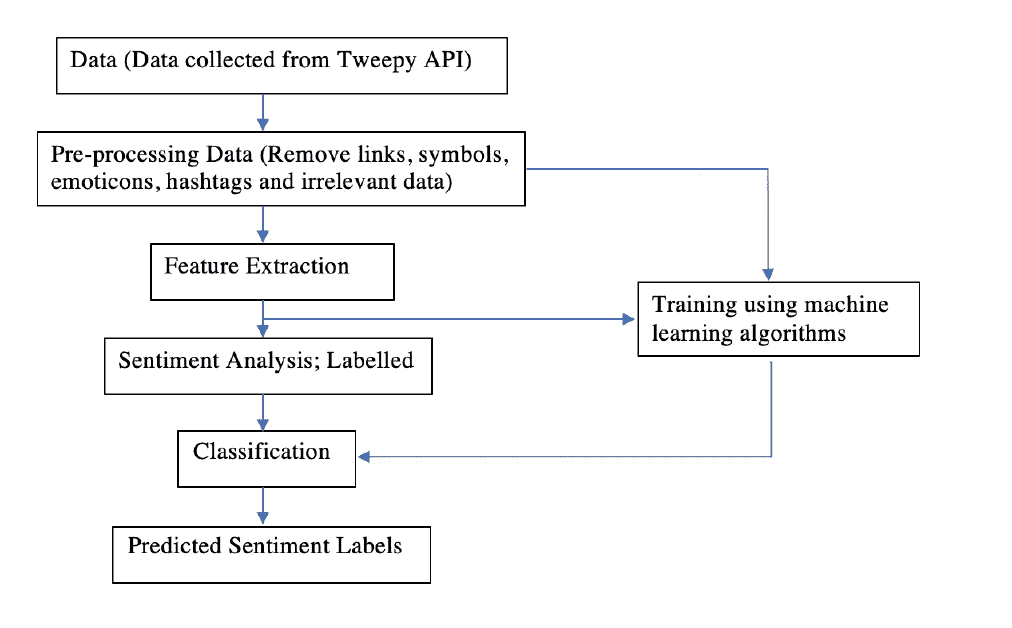 Data (Data collected from Tweepy API)
Pre-processing Data (Remove links, symbols,
emoticons, hashtags and irrelevant data)
Feature Extraction
Training using machine
learning algorithms
Sentiment Analysis; Labelled
Classification
Predicted Sentiment Labels